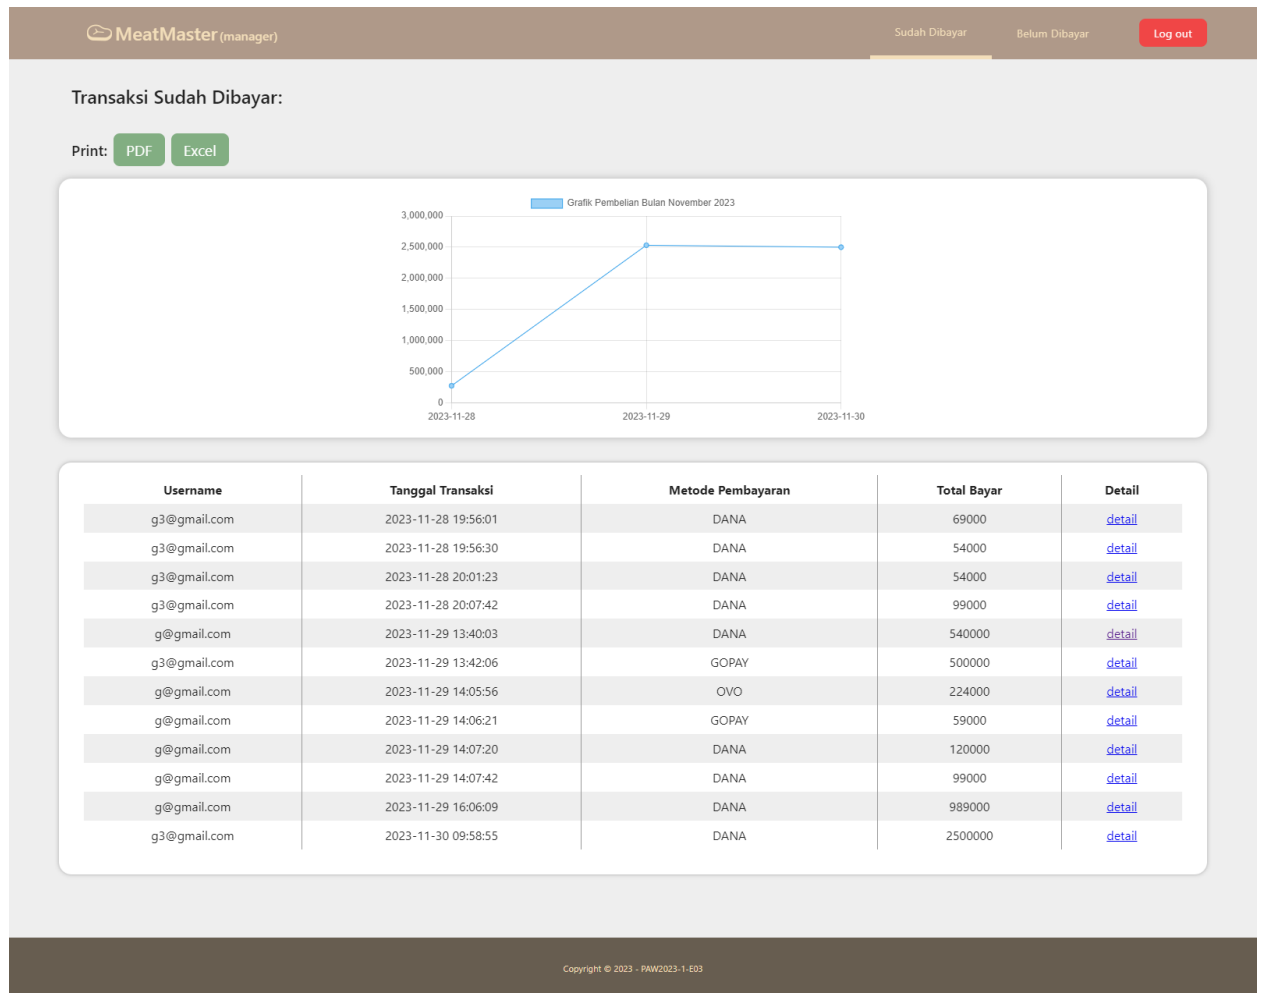 MeatMaster (manager)
Sudah Dibayar
Belum Dibayar
Log out
Transaksi Sudah Dibayar:
Print: PDF Excel
Grafik Pembelian Bulan November 2023
3,000,000
2,500,000
2,000,000
1,500,000
1,000,000
500,000
0
2023-11-28 2023-11-29 2023-11-30
Username Tanggal Transaksi Metode Pembayaran Total Bayar Detail
g3@gmail.com 2023-11-28 19:56:01 DANA 69000 detail
g3@gmail.com 2023-11-28 19:56:30 DANA 54000 detail
g3@gmail.com 2023-11-28 20:01:23 DANA 54000 detail
g3@gmail.com 2023-11-28 20:07:42 DANA 99000 detail
g@gmail.com 2023-11-29 13:40:03 DANA 540000 detail
g3@gmail.com 2023-11-29 13:42:06 GOPAY 500000 detail
g@gmail.com 2023-11-29 14:05:56 OVO 224000 detail
g@gmail.com 2023-11-29 14:06:21 GOPAY 59000 detail
g@gmail.com 2023-11-29 14:07:20 DANA 120000 detail
g@gmail.com 2023-11-29 14:07:42 DANA 99000 detail
g@gmail.com 2023-11-29 16:06:09 DANA 989000 detail
g3@gmail.com 2023-11-30 09:58:55 DANA 2500000 detail
Copyright © 2023 - PAW2023-1-E03